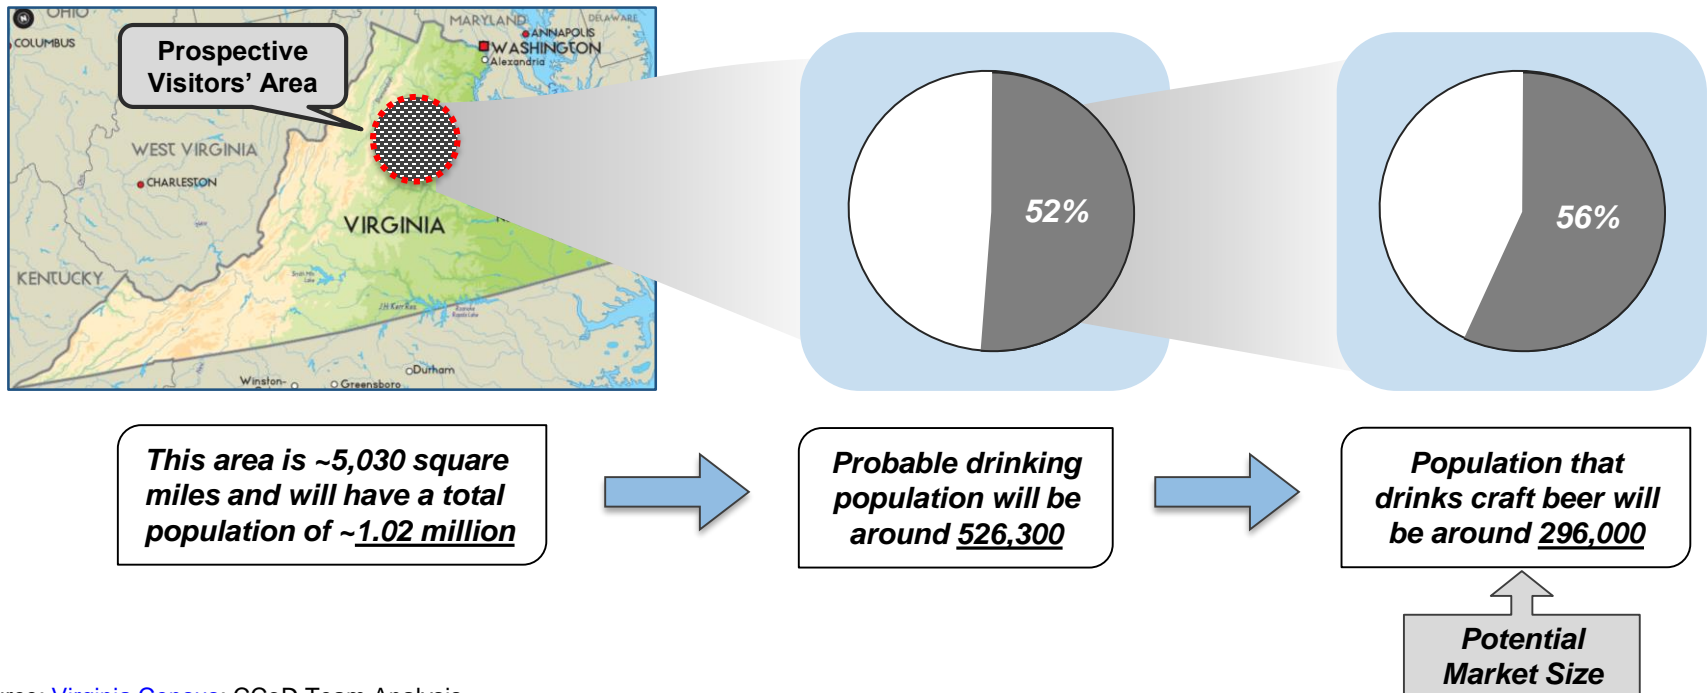 OHIO
COLUMBUS
MARYLAND
DELAWARE
ANNAPOLIS
WASHINGTON
Alexandria
Prospective
Visitors’ Area
WEST VIRGINIA
CHARLESTON
VIRGINIA
KENTUCKY
Durham
Winston-
Greensboro
52%
56%
This area is ~5,030 square
miles and will have a total
population of ~1.02 million
Probable drinking
population will be
around 526,300
Population that
drinks craft beer will
be around 296,000
Potential
Market Size
Team Analysis